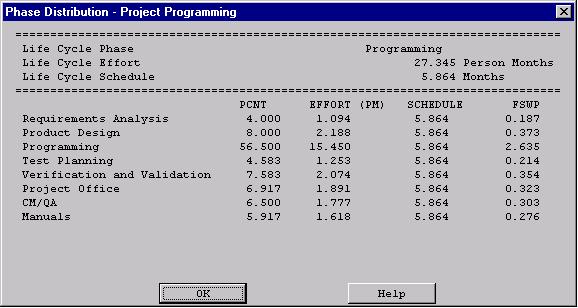 Phase Distribution - Project Programming
Life Cycle Phase Programming
Life Cycle Effort 27.345 Person Months
Life Cycle Schedule 5.864 Months
PCNT EFFORT (PM) SCHEDULE FSWP
Requirements Analysis 4.000 1.094 5.864 0.187
Product Design 8.000 2.188 5.864 0.373
Programming 56.500 15.450 5.864 2.635
Test Planning 4.583 1.253 5.864 0.214
Verification and Validation 7.583 2.074 5.864 0.354
Project Office 6.917 1.891 5.864 0.323
CM/QA 6.500 1.777 5.864 0.303
Manuals 5.917 1.618 5.864 0.276
OK Help